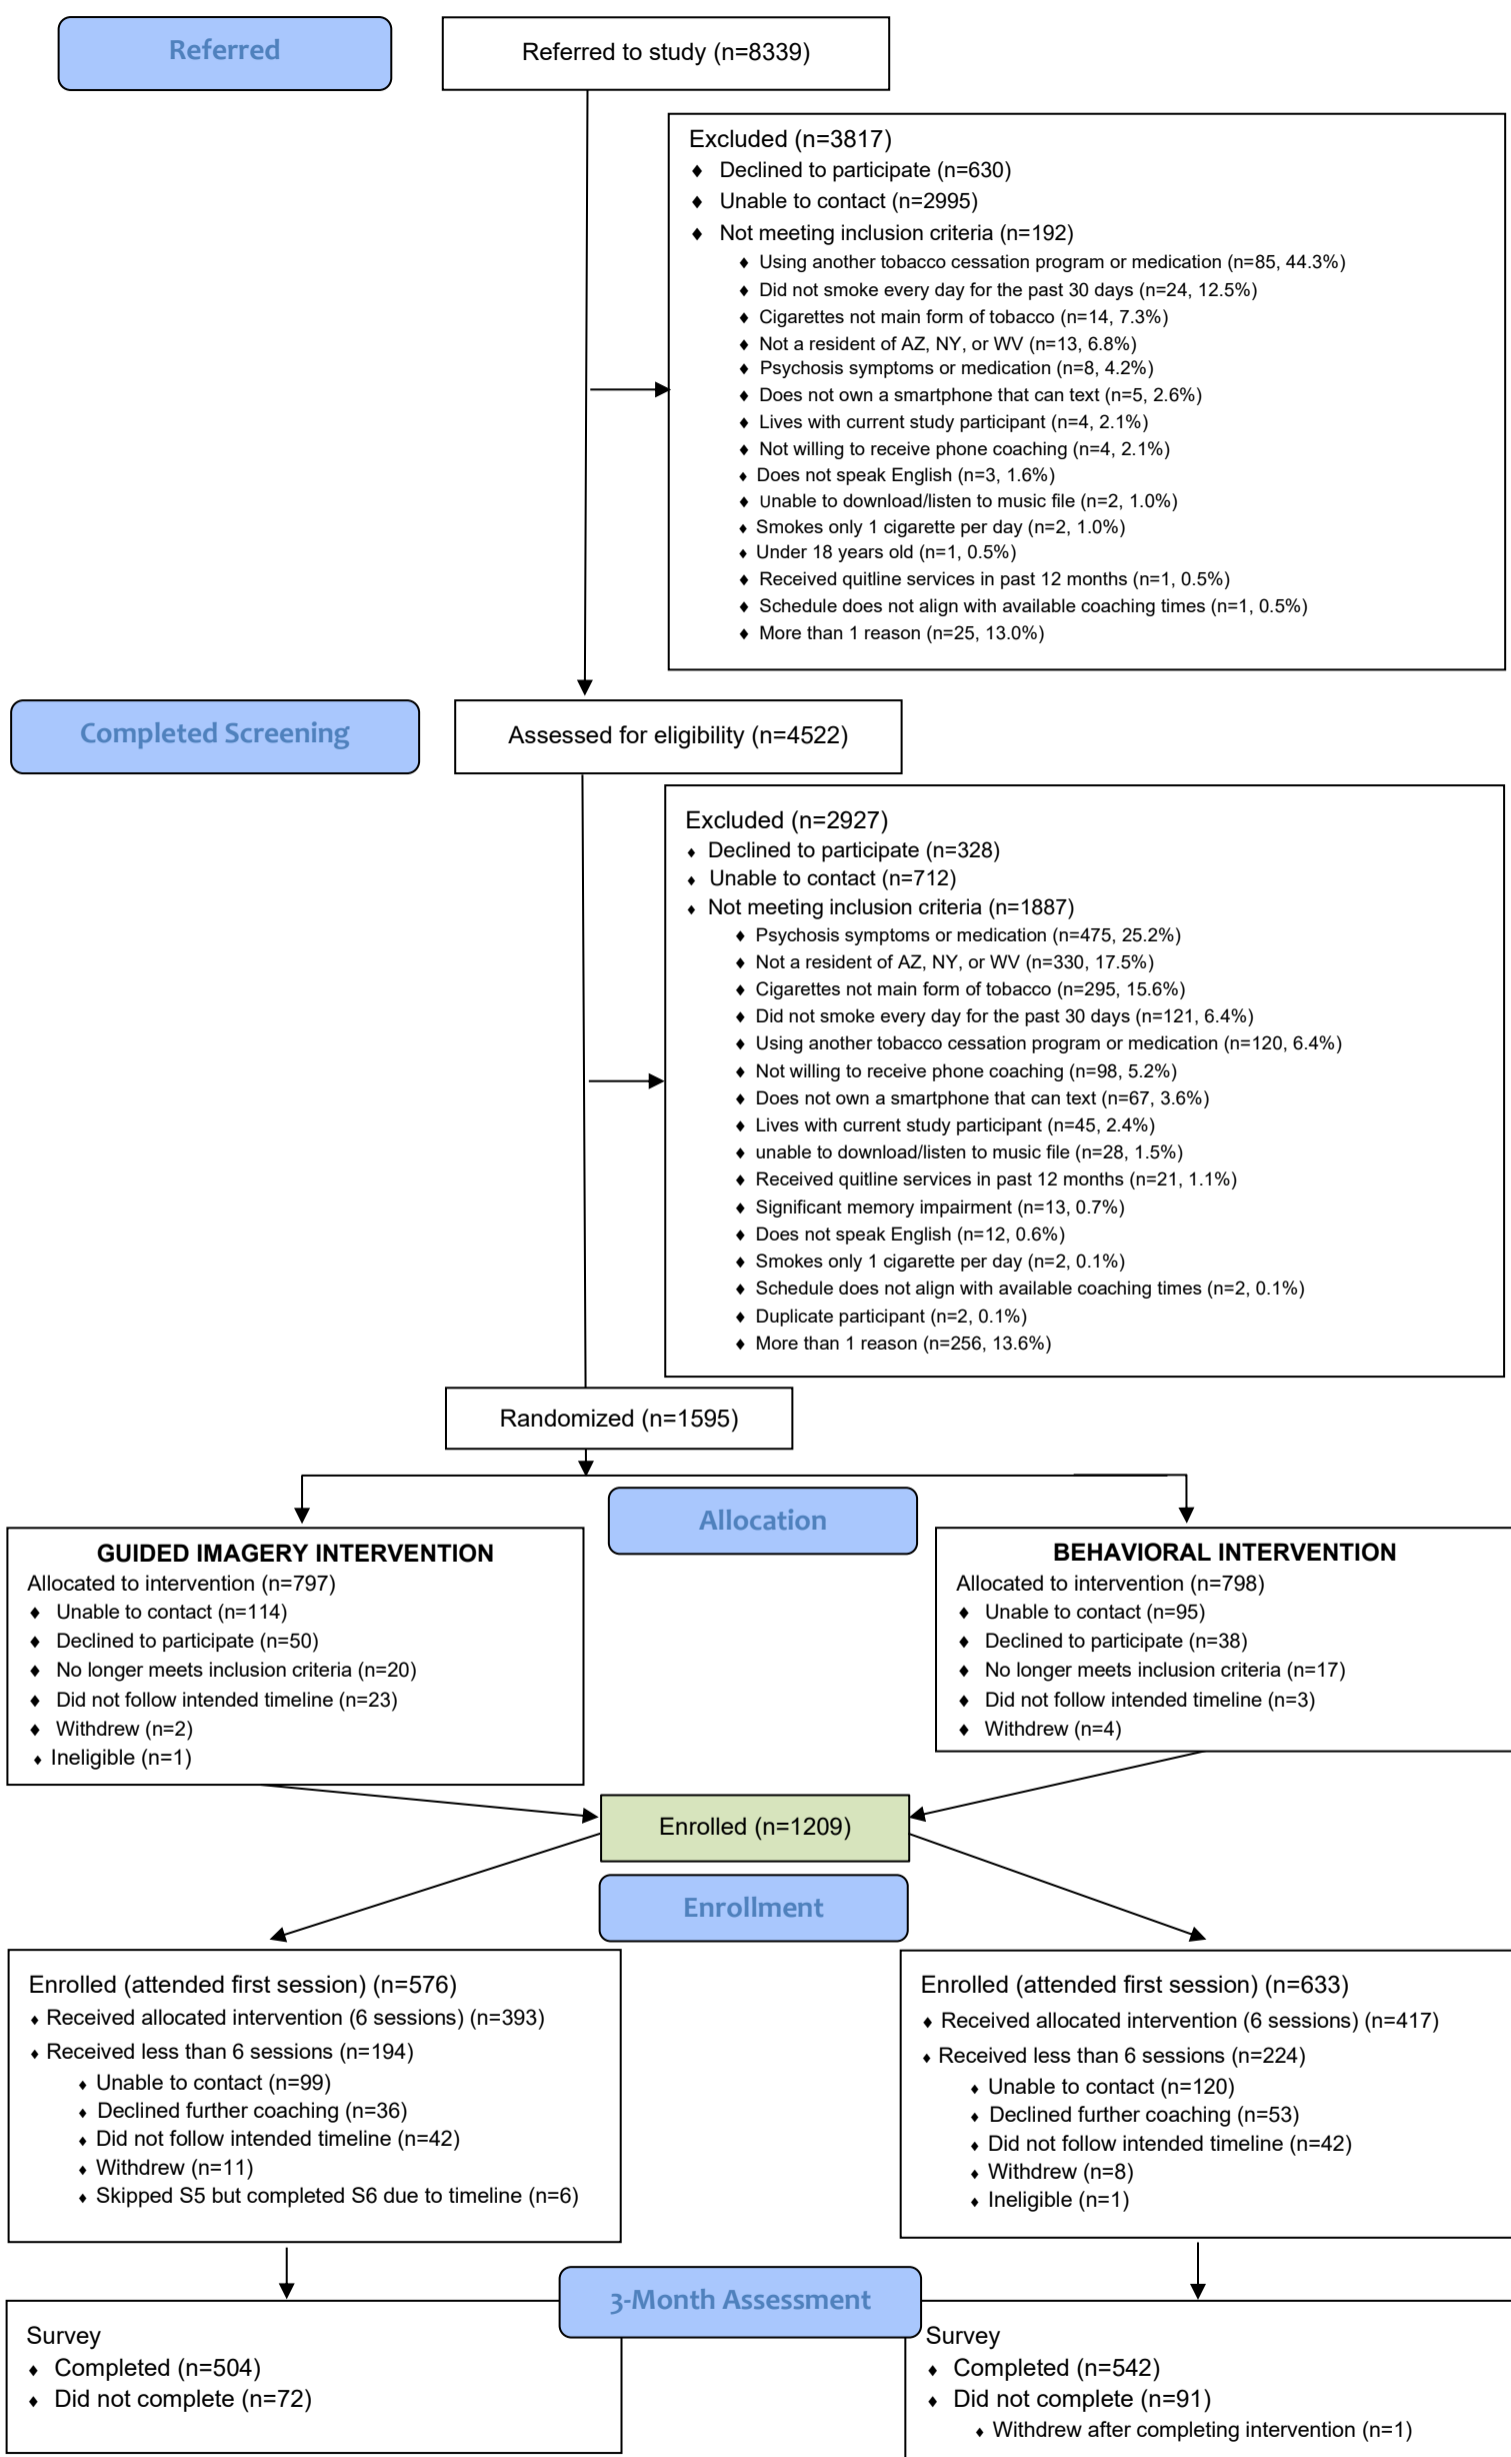 Referred
Referred to study (n=8339)
Excluded (n=3817)
♦ Declined to participate (n=630)
♦ Unable to contact (n=2995)
♦ Not meeting inclusion criteria (n=192)
♦ Using another tobacco cessation program or medication (n=85, 44.3%)
♦ Did not smoke every day for the past 30 days (n=24, 12.5%)
♦ Cigarettes not main form of tobacco (n=14, 7.3%)
♦ Not a resident of AZ, NY, or WV (n=13, 6.8%)
♦ Psychosis symptoms or medication (n=8, 4.2%)
♦ Does not own a smartphone that can text (n=5, 2.6%)
♦ Lives with current study participant (n=4, 2.1%)
♦ Not willing to receive phone coaching (n=4, 2.1%)
♦ Does not speak English (n=3, 1.6%)
♦ Unable to download/listen to music file (n=2, 1.0%)
♦ Smokes only 1 cigarette per day (n=2, 1.0%)
♦ Under 18 years old (n=1, 0.5%)
♦ Received quitline services in past 12 months (n=1, 0.5%)
♦ Schedule does not align with available coaching times (n=1, 0.5%)
♦ More than 1 reason (n=25, 13.0%)
Completed Screening
Assessed for eligibility (n=4522)
Excluded (n=2927)
♦ Declined to participate (n=328)
♦ Unable to contact (n=712)
♦ Not meeting inclusion criteria (n=1887)
♦ Psychosis symptoms or medication (n=475, 25.2%)
♦ Not a resident of AZ, NY, or WV (n=330, 17.5%)
♦ Cigarettes not main form of tobacco (n=295, 15.6%)
♦ Did not smoke every day for the past 30 days (n=121, 6.4%)
♦ Using another tobacco cessation program or medication (n=120, 6.4%)
♦ Not willing to receive phone coaching (n=98, 5.2%)
♦ Does not own a smartphone that can text (n=67, 3.6%)
♦ Lives with current study participant (n=45, 2.4%)
♦ unable to download/listen to music file (n=28, 1.5%)
♦ Received quitline services in past 12 months (n=21, 1.1%)
♦ Significant memory impairment (n=13, 0.7%)
♦ Does not speak English (n=12, 0.6%)
♦ Smokes only 1 cigarette per day (n=2, 0.1%)
♦ Schedule does not align with available coaching times (n=2, 0.1%)
♦ Duplicate participant (n=2, 0.1%)
♦ More than 1 reason (n=256, 13.6%)
Randomized (n=1595)
Allocation
GUIDED IMAGERY INTERVENTION
Allocated to intervention (n=797)
♦ Unable to contact (n=114)
♦ Declined to participate (n=50)
♦ No longer meets inclusion criteria (n=20)
♦ Did not follow intended timeline (n=23)
♦ Withdrew (n=2)
♦ Ineligible (n=1)
BEHAVIORAL INTERVENTION
Allocated to intervention (n=798)
♦ Unable to contact (n=95)
♦ Declined to participate (n=38)
♦ No longer meets inclusion criteria (n=17)
♦ Did not follow intended timeline (n=3)
♦ Withdrew (n=4)
Enrolled (n=1209)
Enrollment
Enrolled (attended first session) (n=576)
♦ Received allocated intervention (6 sessions) (n=393)
♦ Received less than 6 sessions (n=194)
♦ Unable to contact (n=99)
♦ Declined further coaching (n=36)
♦ Did not follow intended timeline (n=42)
♦ Withdrew (n=11)
♦ Skipped S5 but completed S6 due to timeline (n=6)
Enrolled (attended first session) (n=633)
♦ Received allocated intervention (6 sessions) (n=417)
♦ Received less than 6 sessions (n=224)
♦ Unable to contact (n=120)
♦ Declined further coaching (n=53)
♦ Did not follow intended timeline (n=42)
♦ Withdrew (n=8)
♦ Ineligible (n=1)
3-Month Assessment
Survey
♦ Completed (n=504)
♦ Did not complete (n=72)
Survey
♦ Completed (n=542)
♦ Did not complete (n=91)
♦ Withdrew after completing intervention (n=1)